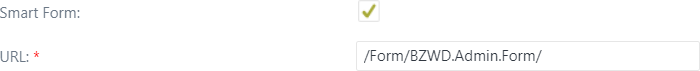 Smart Form:
URL: * /Form/BZWD.Admin.Form/